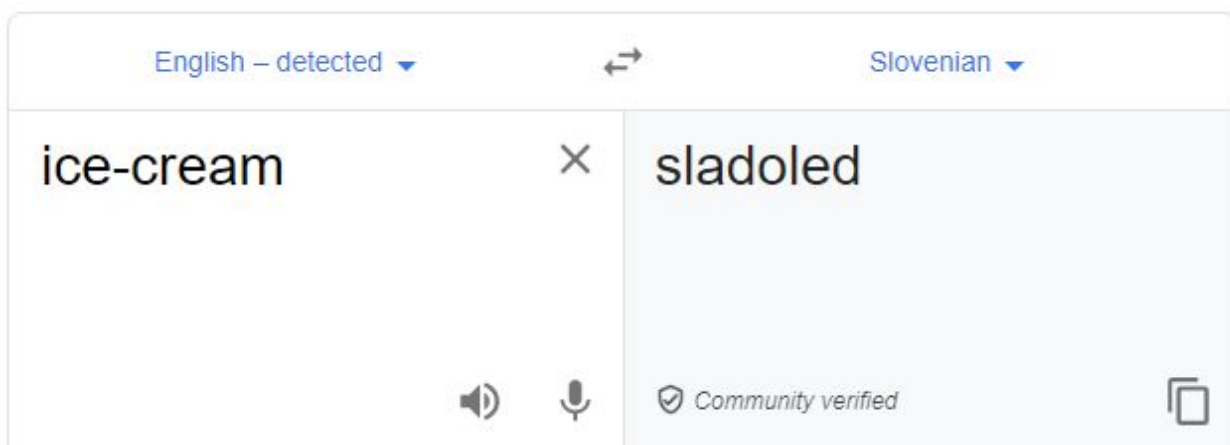 English – detected
Slovenian
ice-cream
sladoled
Community verified